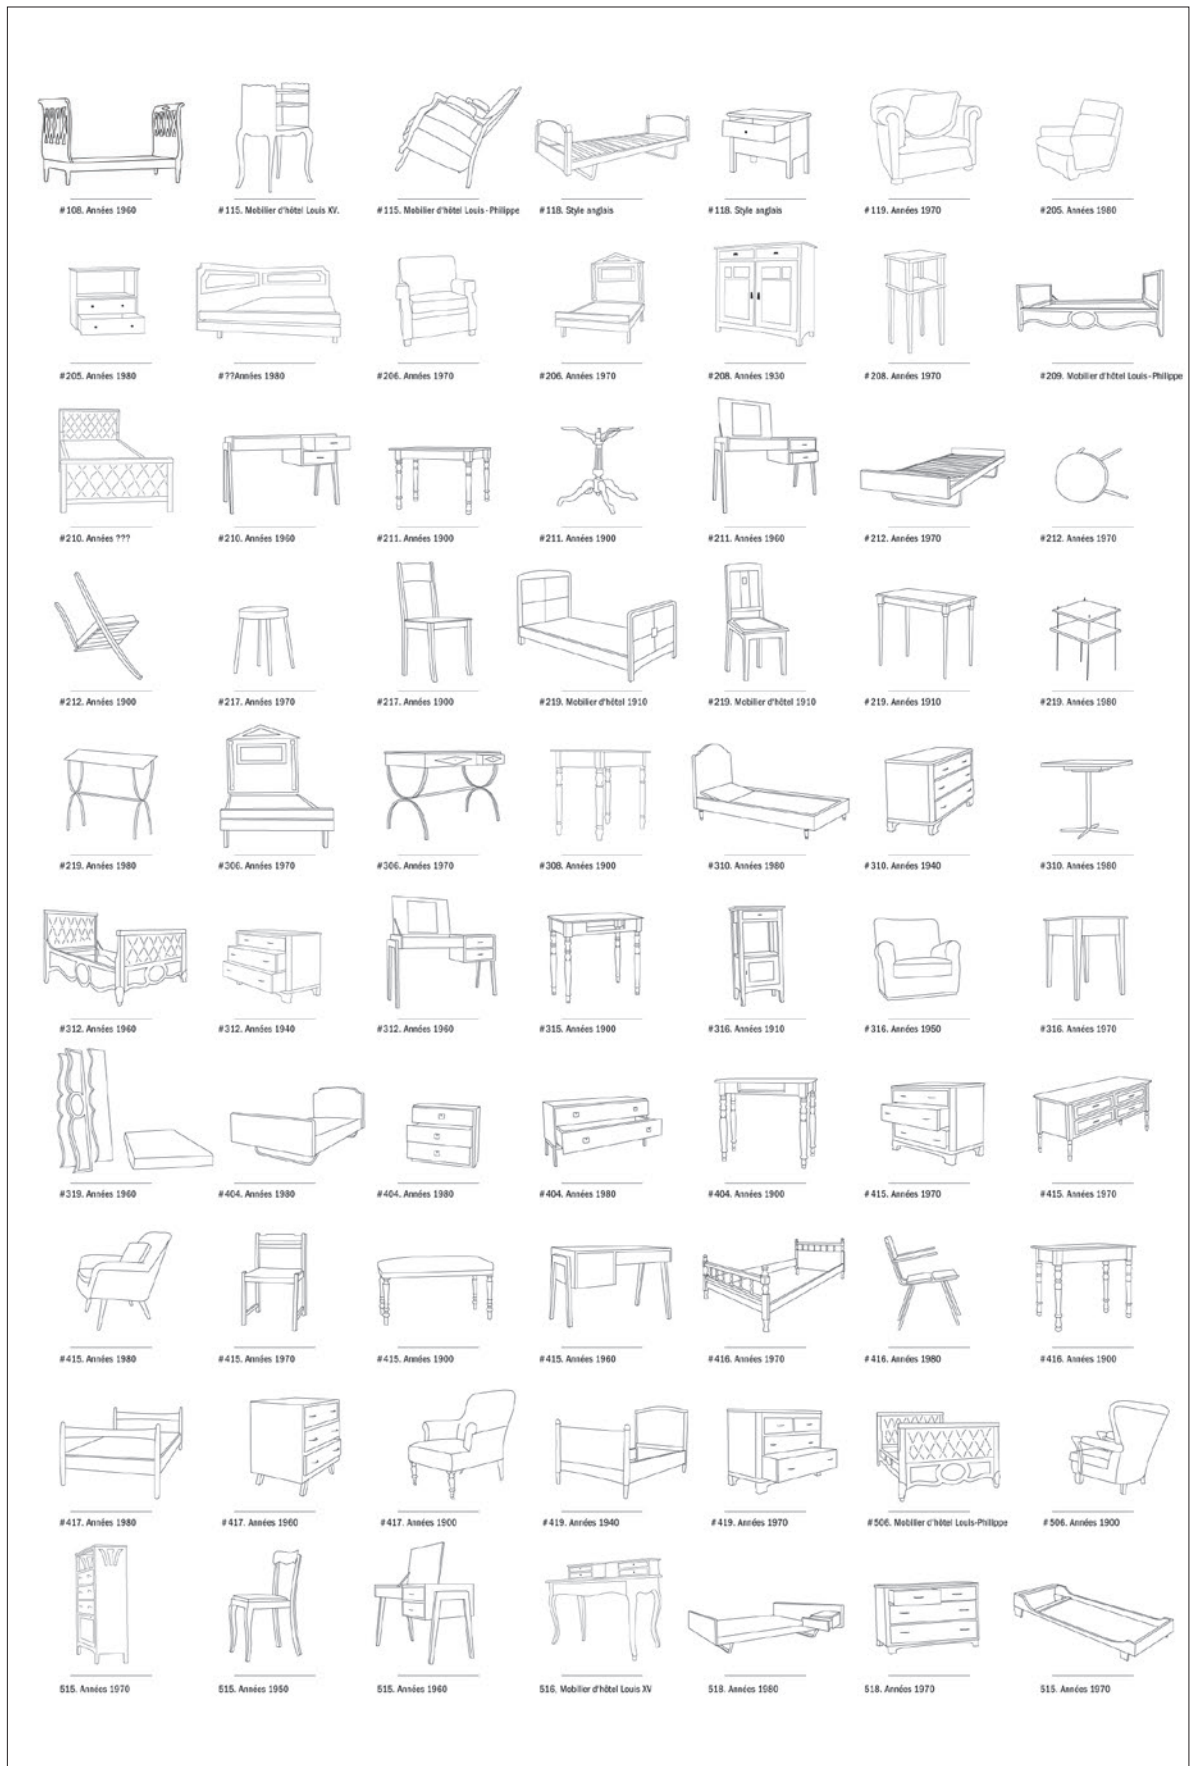 #108. Années 1960
#115. Mobilier d'hôtel Louis XV.
#115. Mobilier d'hôtel Louis-Philippe
#118. Style anglais
#118. Style anglais
#119. Années 1970
#205. Années 1980
#205. Années 1980
#??Années 1980
#206. Années 1970
#206. Années 1970
#208. Années 1930
#208. Années 1970
#209. Mobilier d'hôtel Louis-Philippe
#210. Années ???
#210. Années 1960
#211. Années 1900
#211. Années 1900
#211. Années 1960
#212. Années 1970
#212. Années 1970
#212. Années 1900
#217. Années 1970
#217. Années 1900
#219. Mobilier d'hôtel 1910
#219. Mobilier d'hôtel 1910
#219. Années 1910
#219. Années 1980
#219. Années 1980
#306. Années 1970
#306. Années 1970
#308. Années 1900
#310. Années 1980
#310. Années 1940
#310. Années 1980
#312. Années 1960
#312. Années 1940
#312. Années 1960
#315. Années 1900
#316. Années 1910
#316. Années 1950
#316. Années 1970
#319. Années 1960
#404. Années 1980
#404. Années 1980
#404. Années 1980
#404. Années 1900
#415. Années 1970
#415. Années 1970
#415. Années 1980
#415. Années 1970
#415. Années 1900
#415. Années 1960
#416. Années 1970
#416. Années 1980
#416. Années 1900
#417. Années 1980
#417. Années 1960
#417. Années 1900
#419. Années 1940
#419. Années 1970
#506. Mobilier d'hôtel Louis-Philippe
#506. Années 1900
515. Années 1970
515. Années 1950
515. Années 1960
516. Mobilier d'hôtel Louis XV
518. Années 1980
518. Années 1970
515. Années 1970